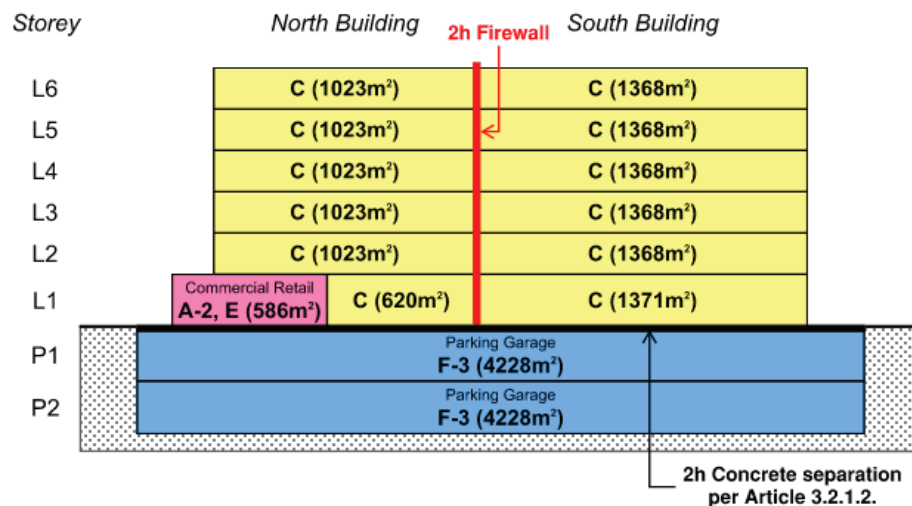 Storey North Building South Building
2h Firewall
L6 C (1023m²) C (1368m²)
L5 C (1023m²) C (1368m²)
L4 C (1023m²) C (1368m²)
L3 C (1023m²) C (1368m²)
L2 C (1023m²) C (1368m²)
Commercial Retail
L1 A-2, E (586m²) C (620m²) C (1371m²)
Parking Garage
P1 F-3 (4228m²)
Parking Garage
P2 F-3 (4228m²)
2h Concrete separation
per Article 3.2.1.2.